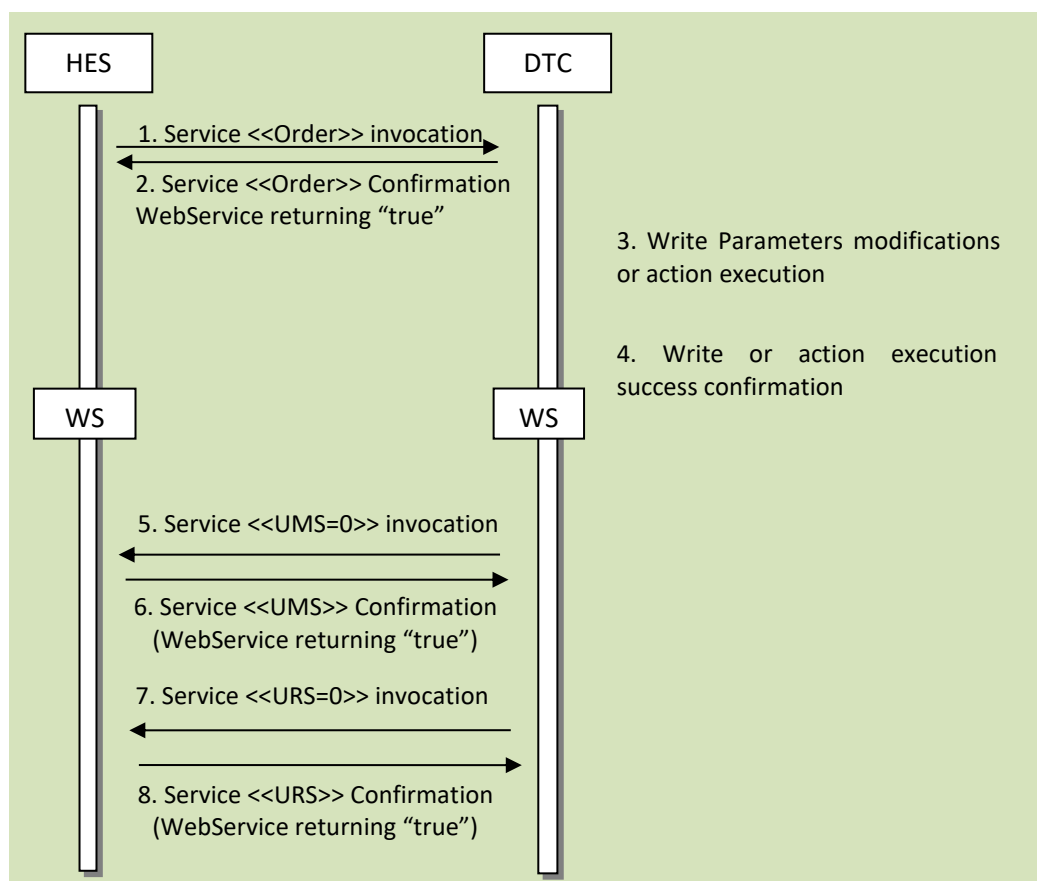 HES
DTC
1. Service <<Order>> invocation
2. Service <<Order>> Confirmation
WebService returning “true”
3. Write Parameters modifications
or action execution
4. Write or action execution
success confirmation
WS
WS
5. Service <<UMS=0>> invocation
6. Service <<UMS>> Confirmation
(WebService returning “true”)
7. Service <<URS=0>> invocation
8. Service <<URS>> Confirmation
(WebService returning “true”)